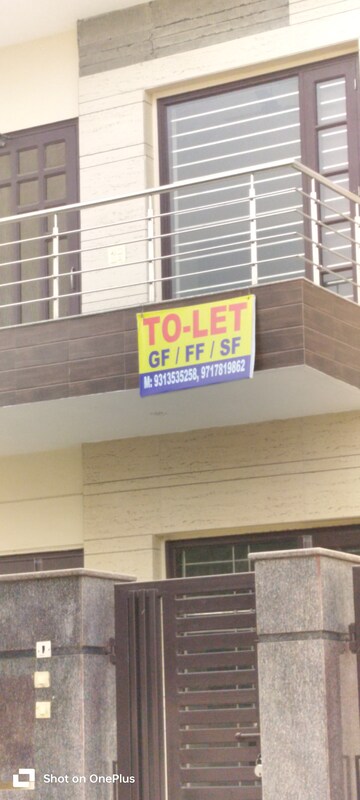 TO-LET
GF / FF / SF
M: 9313535258, 9717819862
Shot on OnePlus